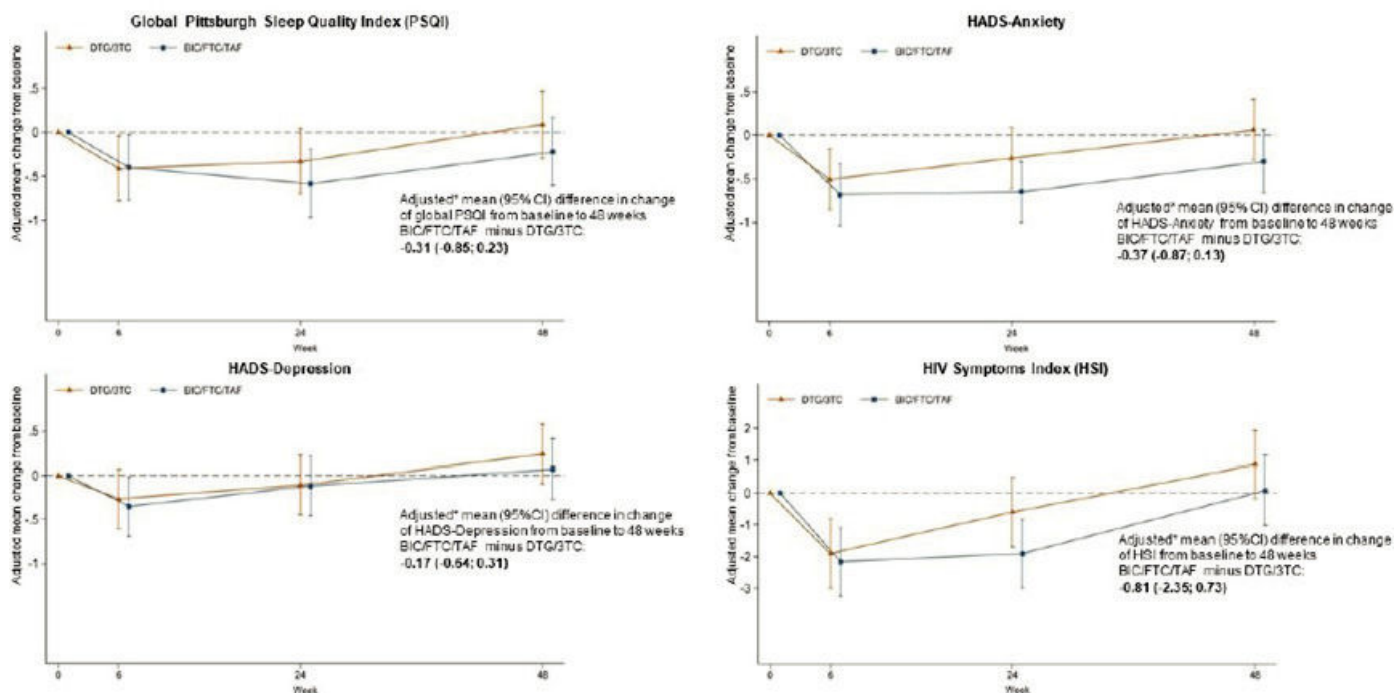 Global Pittsburgh Sleep Quality Index (PSQI)
DTG/3TC BIC/FTC/TAF
Adjusted mean change from baseline
.5
0
-.5
-1
Adjusted* mean (95% CI) difference in change
of global PSQI from baseline to 48 weeks
BIC/FTC/TAF minus DTG/3TC:
-0.31 (-0.85; 0.23)
0 6 24 48
Week
HADS-Anxiety
DTG/3TC BIC/FTC/TAF
Adjusted mean change from baseline
.5
0
-.5
-1
Adjusted* mean (95% CI) difference in change
of HADS-Anxiety from baseline to 48 weeks
BIC/FTC/TAF minus DTG/3TC:
-0.37 (-0.87; 0.13)
0 6 24 48
Week
HADS-Depression
DTG/3TC BIC/FTC/TAF
Adjusted mean change from baseline
.5
0
-.5
-1
Adjusted* mean (95%CI) difference in change
of HADS-Depression from baseline to 48 weeks
BIC/FTC/TAF minus DTG/3TC:
-0.17 (-0.64; 0.31)
0 6 24 48
Week
HIV Symptoms Index (HSI)
DTG/3TC BIC/FTC/TAF
Adjusted mean change from baseline
2
1
0
-1
-2
-3
Adjusted* mean (95%CI) difference in change
of HSI from baseline to 48 weeks
BIC/FTC/TAF minus DTG/3TC:
-0.81 (-2.35; 0.73)
0 6 24 48
Week